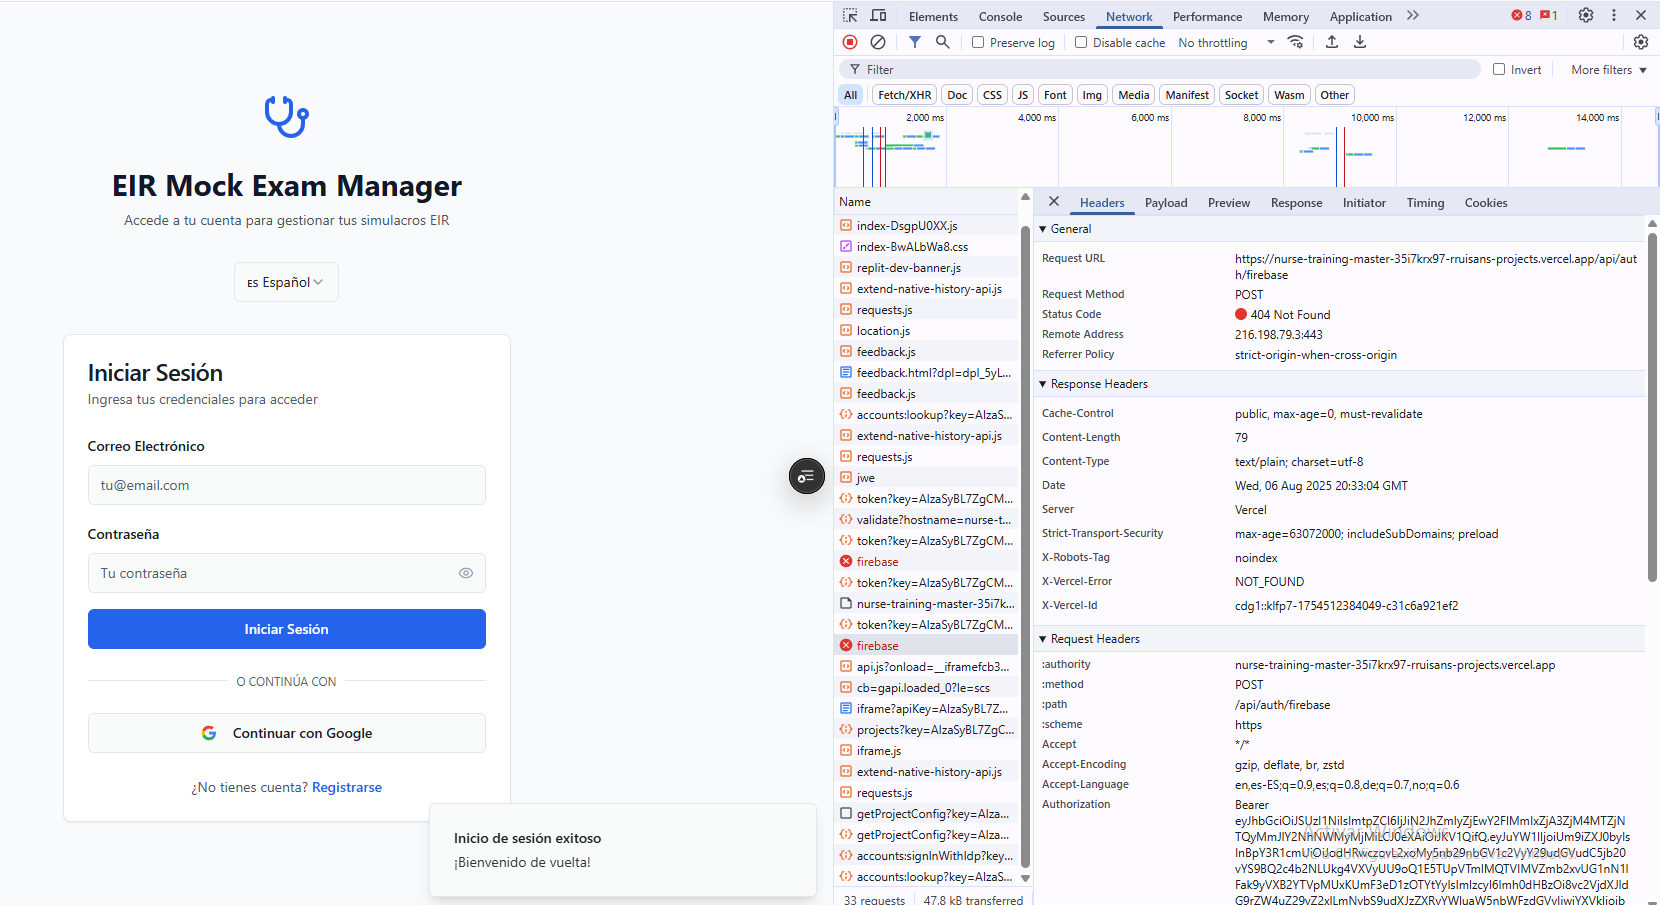 EIR Mock Exam Manager
Accede a tu cuenta para gestionar tus simulacros EIR
ES Español
Iniciar Sesión
Ingresa tus credenciales para acceder
Correo Electrónico
tu@email.com
Contraseña
Tu contraseña
Iniciar Sesión
O CONTINÚA CON
Continuar con Google
¿No tienes cuenta? Registrarse
Inicio de sesión exitoso
¡Bienvenido de vuelta!
Elements Console Sources Network Performance Memory Application 8 1
Preserve log Disable cache No throttling
Filter Invert More filters
All Fetch/XHR Doc CSS JS Font Img Media Manifest Socket Wasm Other
2,000 ms 4,000 ms 6,000 ms 8,000 ms 10,000 ms 12,000 ms 14,000 ms
Name
index-DsgpU0XX.js
index-BwALbWa8.css
replit-dev-banner.js
extend-native-history-api.js
requests.js
location.js
feedback.js
feedback.html?dpl=dpl_5yL...
feedback.js
accounts:lookup?key=AIzaS...
extend-native-history-api.js
requests.js
jwe
token?key=AIzaSyBL7ZgCM...
validate?hostname=nurse-t...
token?key=AIzaSyBL7ZgCM...
firebase
token?key=AIzaSyBL7ZgCM...
nurse-training-master-35i7k...
token?key=AIzaSyBL7ZgCM...
firebase
api.js?onload=__iframefcb3...
cb=gapi.loaded_0?le=scs
iframe?apiKey=AIzaSyBL7Z...
projects?key=AIzaSyBL7ZgC...
iframe.js
extend-native-history-api.js
requests.js
getProjectConfig?key=AIza...
getProjectConfig?key=AIza...
accounts:signInWithIdp?key...
accounts:lookup?key=AIzaS...
33 requests 47.8 kB transferred
Headers Payload Preview Response Initiator Timing Cookies
General
Request URL https://nurse-training-master-35i7krx97-rruisans-projects.vercel.app/api/aut
h/firebase
Request Method POST
Status Code 404 Not Found
Remote Address 216.198.79.3:443
Referrer Policy strict-origin-when-cross-origin
Response Headers
Cache-Control public, max-age=0, must-revalidate
Content-Length 79
Content-Type text/plain; charset=utf-8
Date Wed, 06 Aug 2025 20:33:04 GMT
Server Vercel
Strict-Transport-Security max-age=63072000; includeSubDomains; preload
X-Robots-Tag noindex
X-Vercel-Error NOT_FOUND
X-Vercel-Id cdg1::klfp7-1754512384049-c31c6a921ef2
Request Headers
:authority nurse-training-master-35i7krx97-rruisans-projects.vercel.app
:method POST
:path /api/auth/firebase
:scheme https
Accept */*
Accept-Encoding gzip, deflate, br, zstd
Accept-Language en,es-ES;q=0.9,es;q=0.8,de;q=0.7,no;q=0.6
Authorization Bearer
Activar Windows